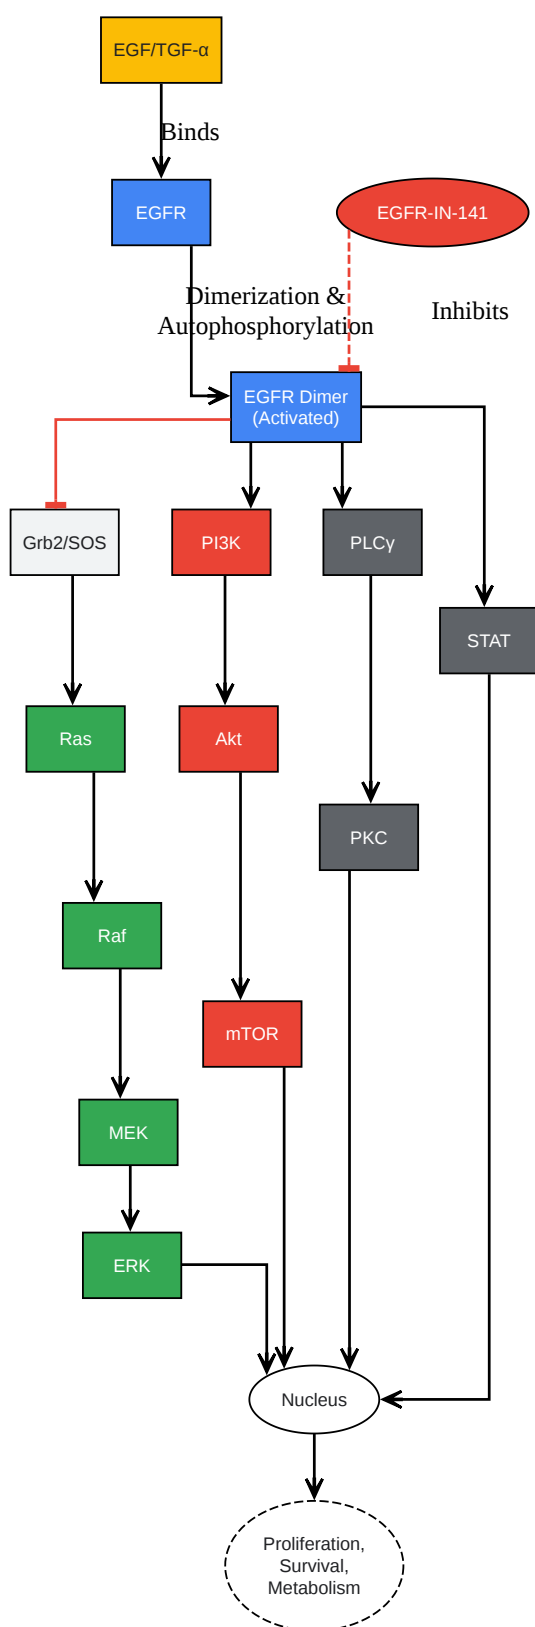 EGF/TGF-α
Binds
EGFR
EGFR-IN-141
Dimerization &
Autophosphorylation
Inhibits
EGFR Dimer
(Activated)
Grb2/SOS
PI3K
PLCγ
STAT
Ras
Akt
PKC
Raf
mTOR
MEK
ERK
Nucleus
Proliferation,
Survival,
Metabolism